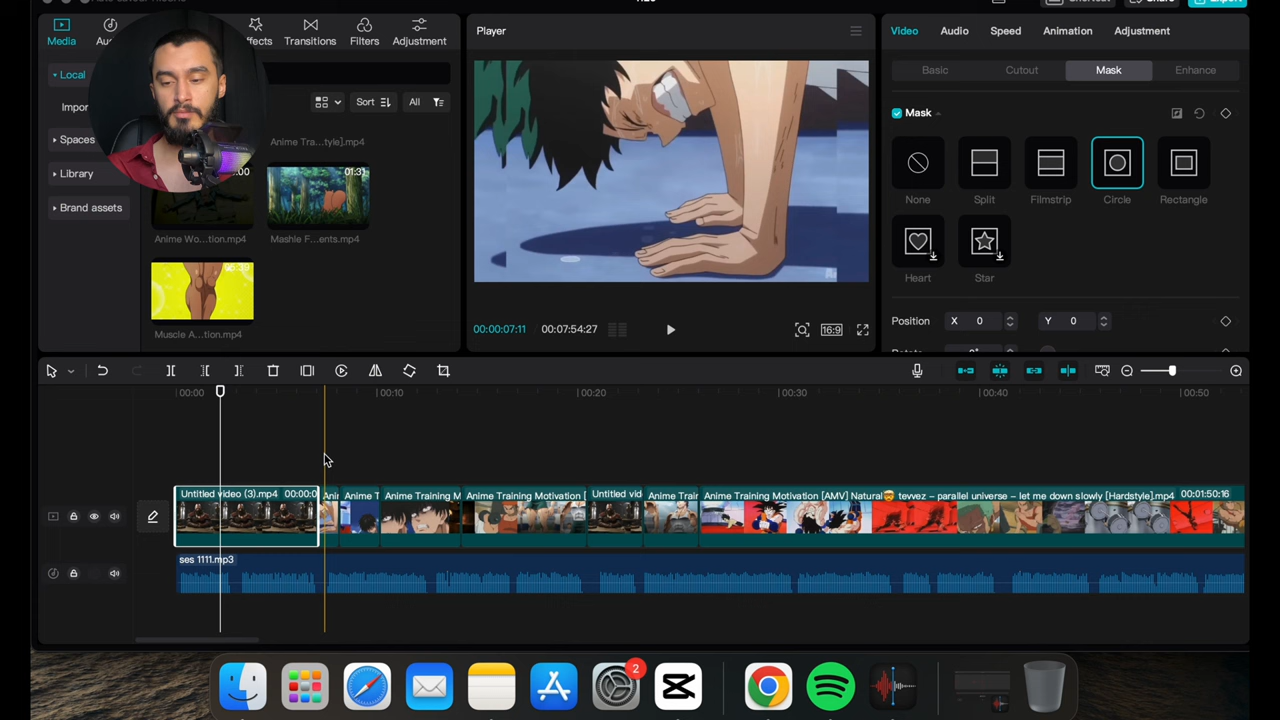 Media
Transitions
Filters
Adjustment
Local
Sort
All
Spaces
Library
Brand assets
Anime Tra...tyle].mp4
01:31
Anime Wo...tion.mp4
Mashle F...ents.mp4
05:39
Muscle A...tion.mp4
Player
00:00:07:11
00:07:54:27
16:9
Video
Audio
Speed
Animation
Adjustment
Basic
Cutout
Mask
Enhance
Mask
None
Split
Filmstrip
Circle
Rectangle
Heart
Star
Position
X
0
Y
0
00:00
00:10
00:20
00:30
00:40
00:50
Untitled video (3).mp4
00:00:0
Anime T
Anime Training M
Anime Training Motivation [
Untitled vid
Anime Train
Anime Training Motivation [AMV] Natural🤯 tevvez – parallel universe – let me down slowly [Hardstyle].mp4
00:01:50:16
ses 1111.mp3
2